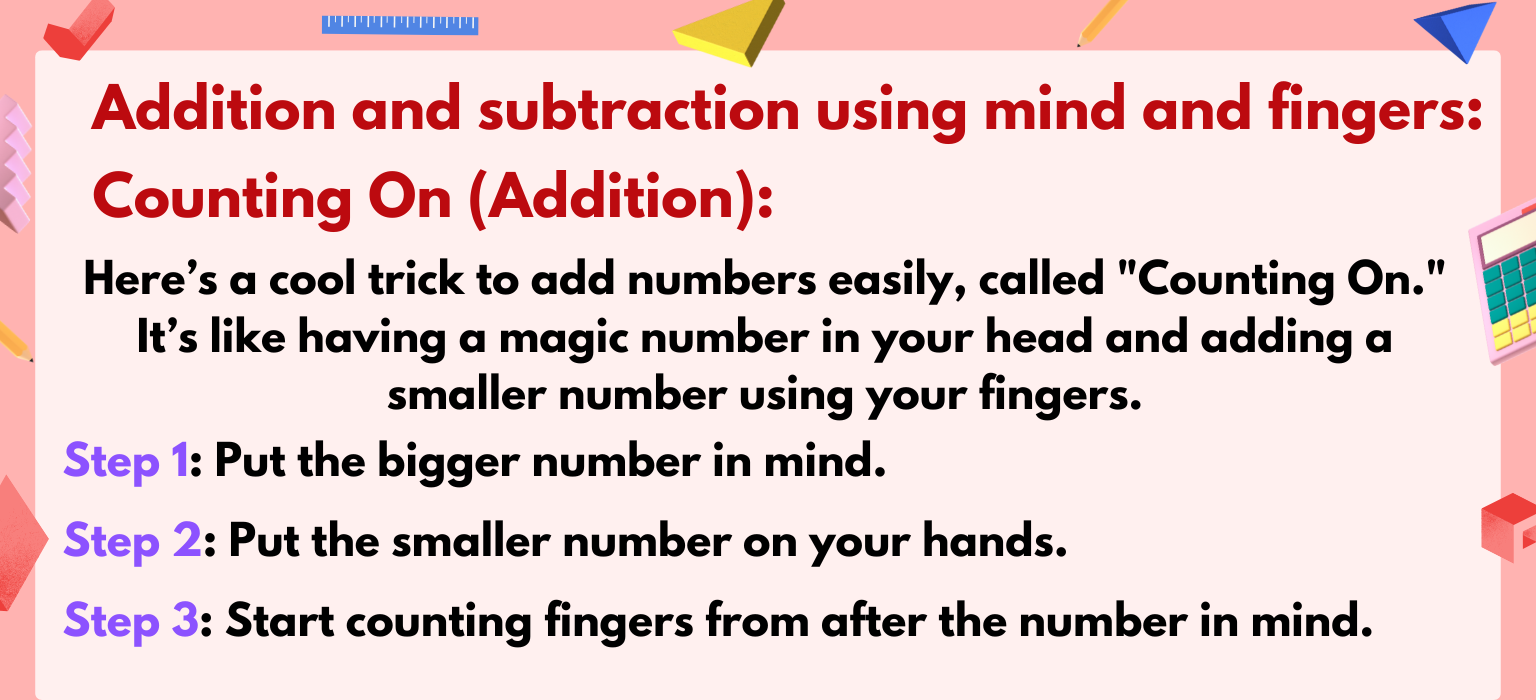 Addition and subtraction using mind and fingers:
Counting On (Addition):
Here’s a cool trick to add numbers easily, called "Counting On."
It’s like having a magic number in your head and adding a
smaller number using your fingers.
Step 1: Put the bigger number in mind.
Step 2: Put the smaller number on your hands.
Step 3: Start counting fingers from after the number in mind.